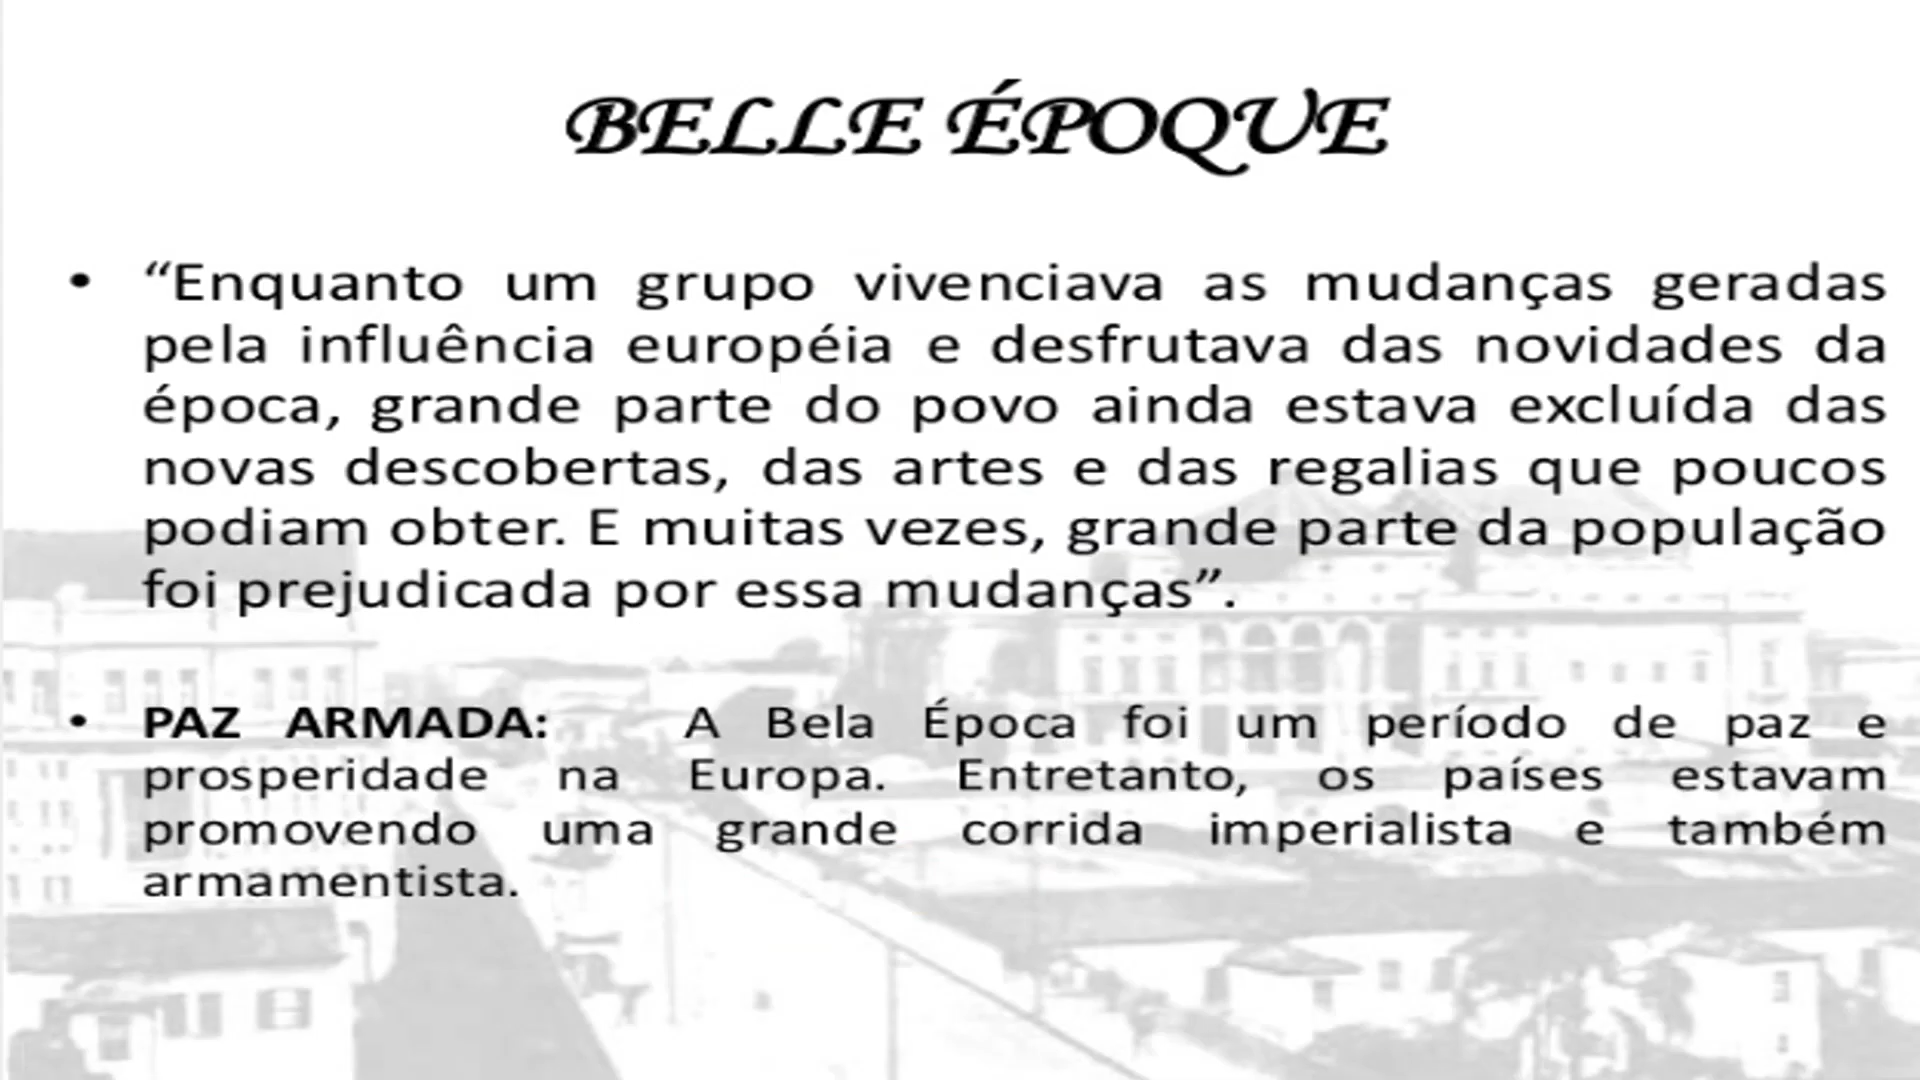 BELLE ÉPOQUE
• “Enquanto um grupo vivenciava as mudanças geradas
pela influência européia e desfrutava das novidades da
época, grande parte do povo ainda estava excluída das
novas descobertas, das artes e das regalias que poucos
podiam obter. E muitas vezes, grande parte da população
foi prejudicada por essa mudanças”.
• PAZ ARMADA: A Bela Época foi um período de paz e
prosperidade na Europa. Entretanto, os países estavam
promovendo uma grande corrida imperialista e também
armamentista.